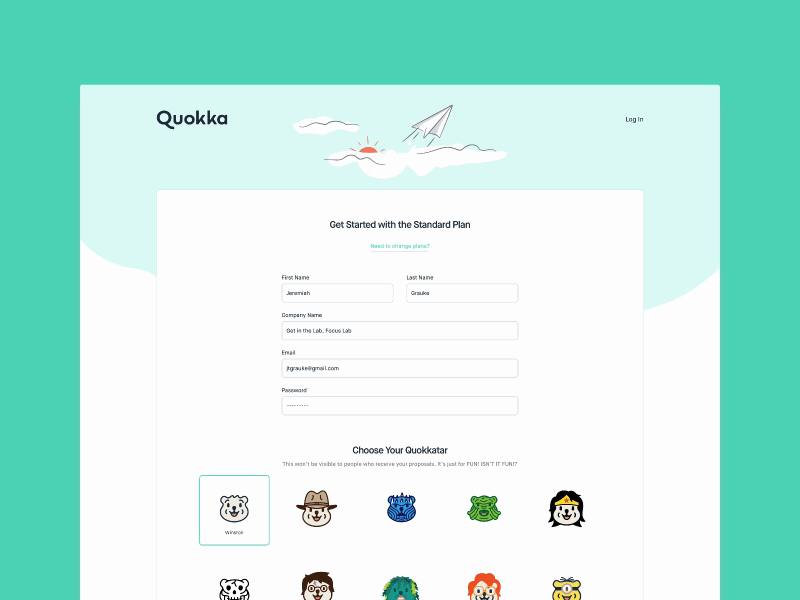 Quokka
Log In
Get Started with the Standard Plan
Need to change plans?
First Name
Last Name
Jeremiah
Grauke
Company Name
Get in the Lab, Focus Lab
Email
jtgrauke@gmail.com
Password
Choose Your Quokkatar
This won't be visible to people who receive your proposals. It's just for FUN! ISN'T IT FUN!?
Winston